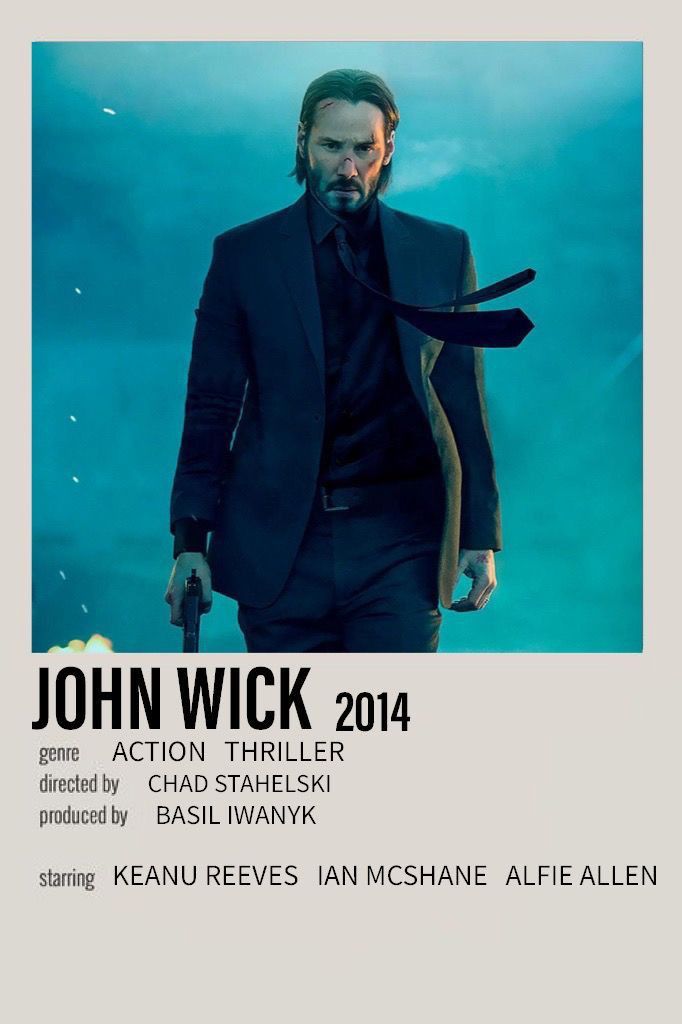 JOHN WICK 2014
genre ACTION THRILLER
directed by CHAD STAHELSKI
produced by BASIL IWANYK
starring KEANU REEVES IAN MCSHANE ALFIE ALLEN